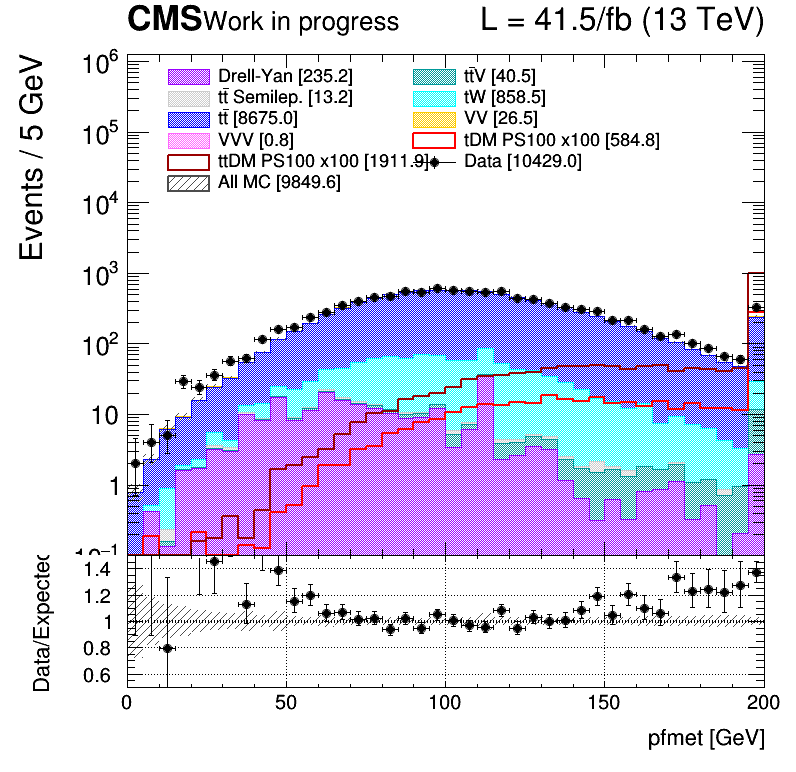 CMS Work in progress L = 41.5/fb (13 TeV)
Events / 5 GeV
10⁶
10⁵
10⁴
10³
10²
10
1
10⁻¹
Drell-Yan [235.2] tt̄V [40.5]
tt̄ Semilep. [13.2] tW [858.5]
tt̄ [8675.0] VV [26.5]
VVV [0.8] tDM PS100 x100 [584.8]
ttDM PS100 x100 [1911.9] Data [10429.0]
All MC [9849.6]
Data/Expected
1.4
1.2
1
0.8
0.6
0 50 100 150 200
pfmet [GeV]